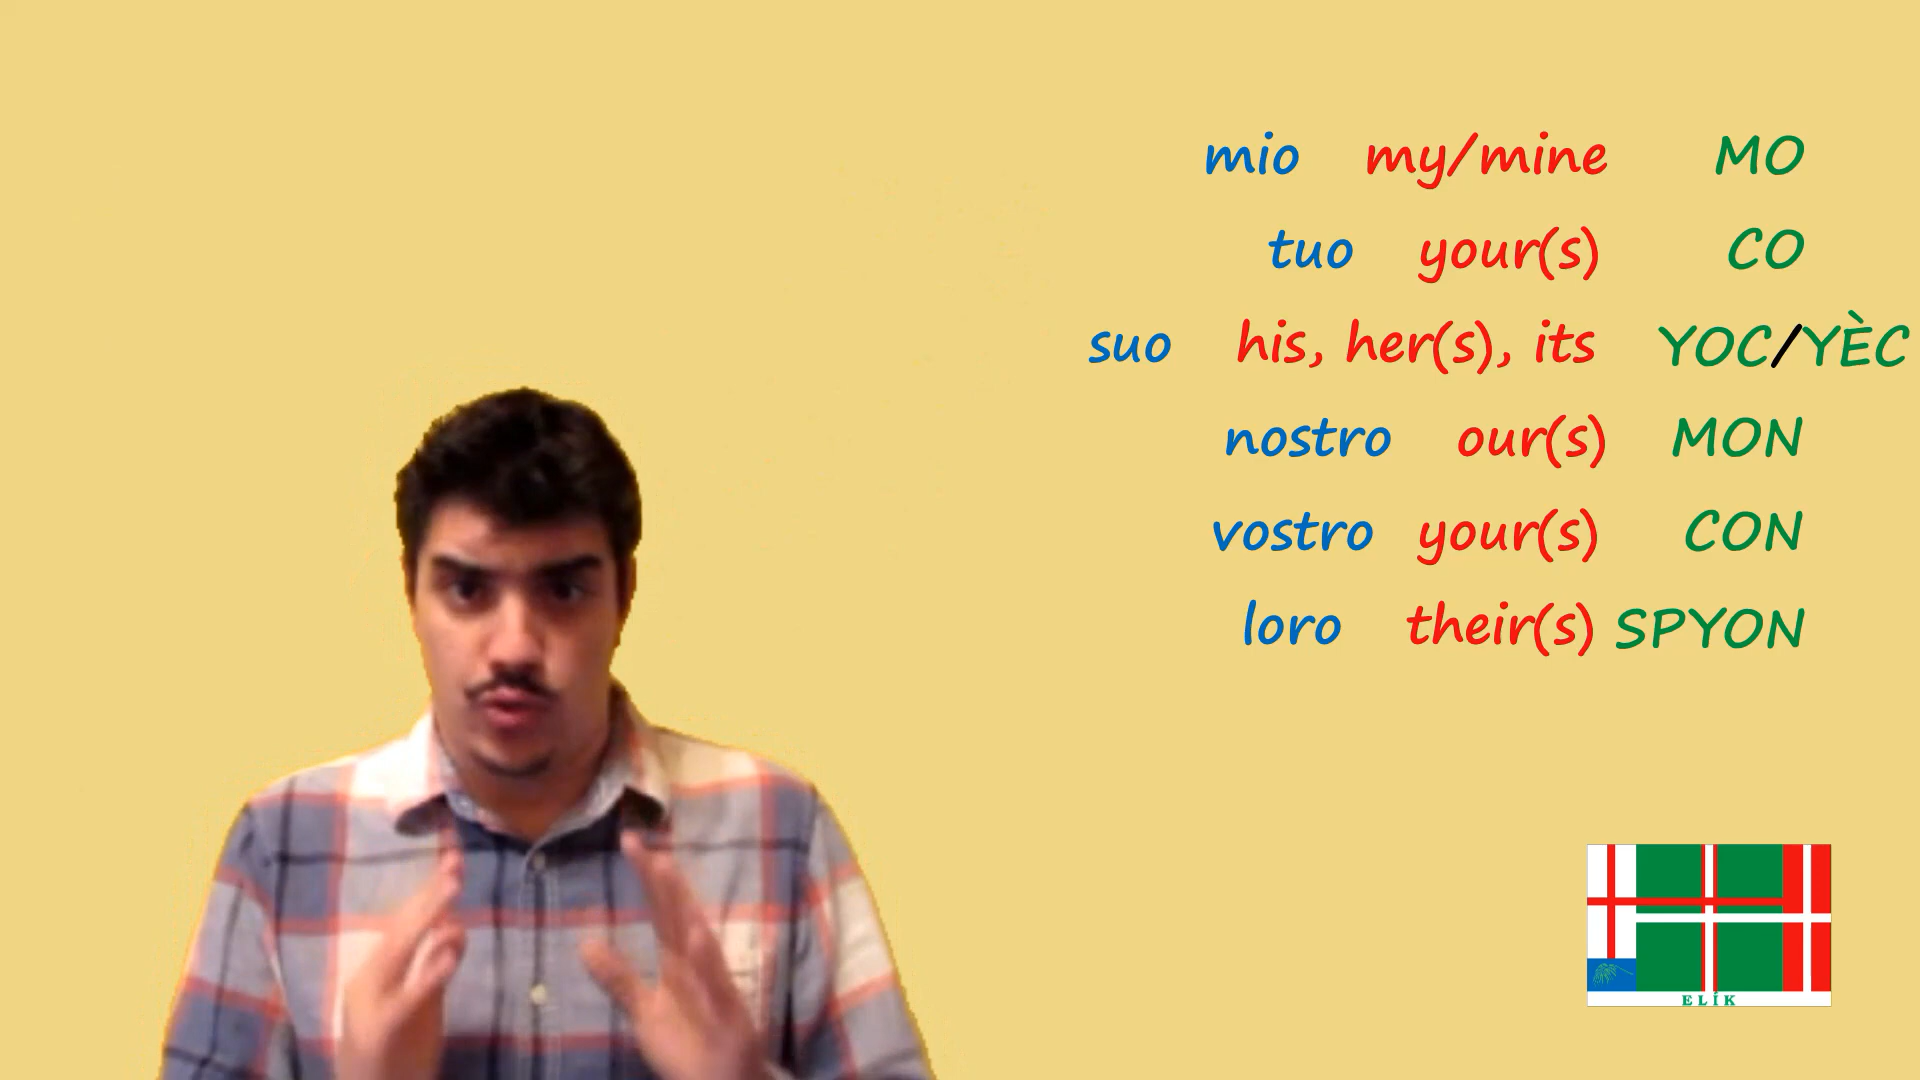 mio my/mine MO
tuo your(s) CO
suo his, her(s), its YOC/YÈC
nostro our(s) MON
vostro your(s) CON
loro their(s) SPYON
ELÍK